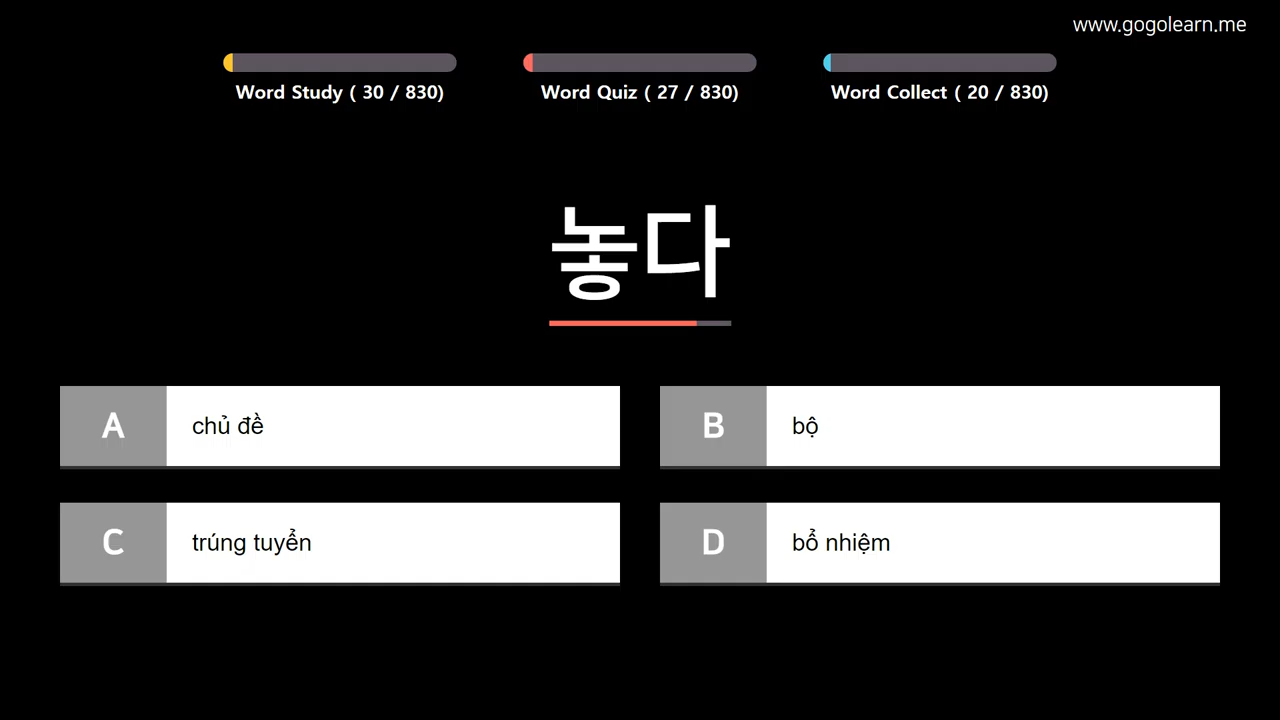 www.gogolearn.me
Word Study ( 30 / 830)
Word Quiz ( 27 / 830)
Word Collect ( 20 / 830)
놓다
A chủ đề
B bộ
C trúng tuyển
D bổ nhiệm